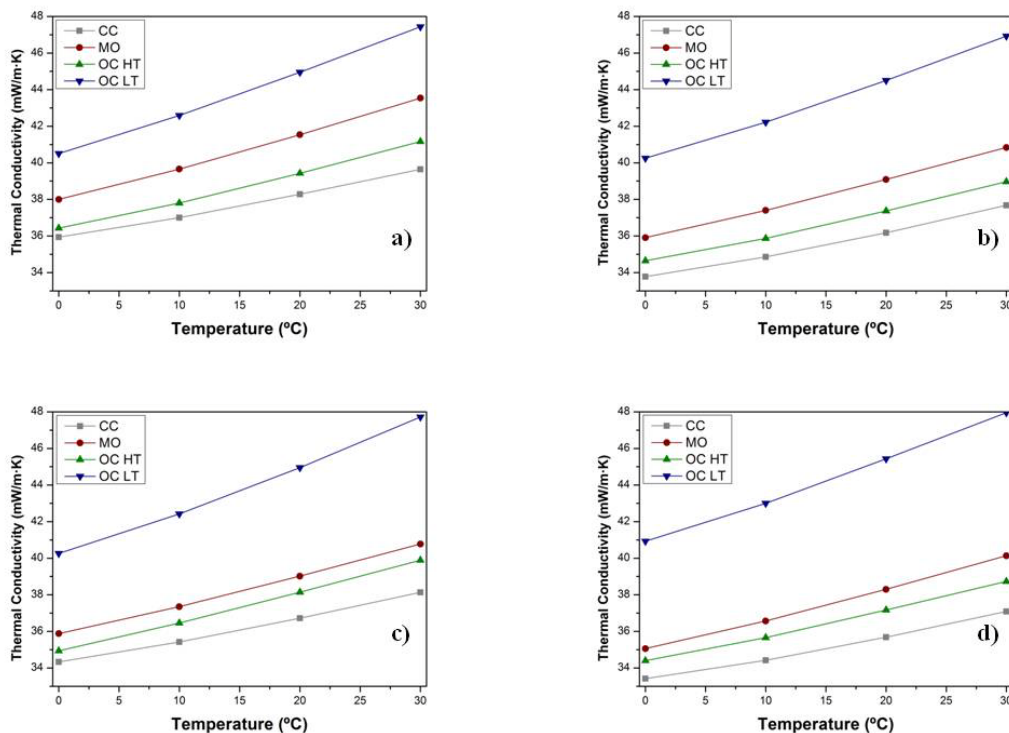 48
46
44
42
40
38
36
34
Thermal Conductivity (mW/m·K)
CC
MO
OC HT
OC LT
a)
0 5 10 15 20 25 30
Temperature (ºC)
48
46
44
42
40
38
36
34
Thermal Conductivity (mW/m·K)
CC
MO
OC HT
OC LT
b)
0 5 10 15 20 25 30
Temperature (ºC)
48
46
44
42
40
38
36
34
Thermal Conductivity (mW/m·K)
CC
MO
OC HT
OC LT
c)
0 5 10 15 20 25 30
Temperature (ºC)
48
46
44
42
40
38
36
34
Thermal Conductivity (mW/m·K)
CC
MO
OC HT
OC LT
d)
0 5 10 15 20 25 30
Temperature (ºC)